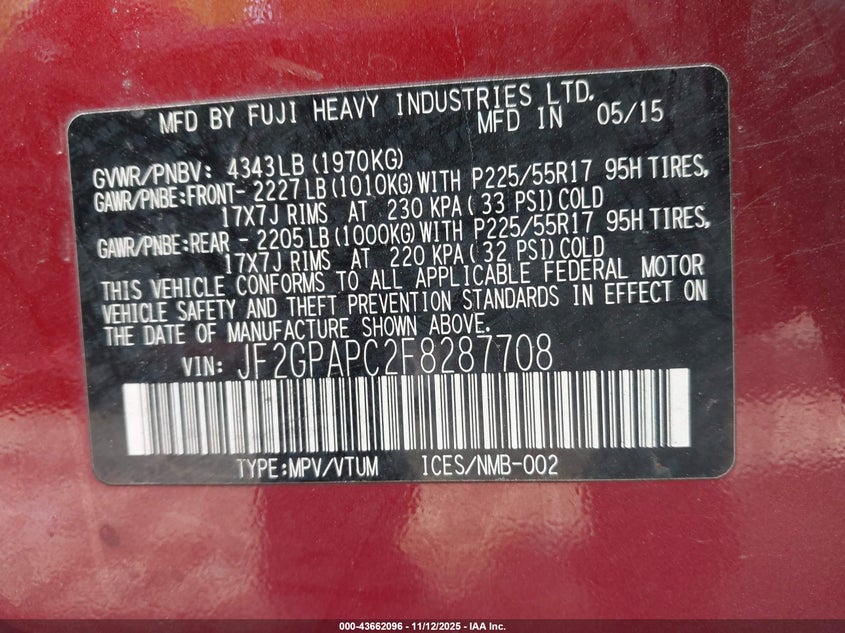 MFD BY FUJI HEAVY INDUSTRIES LTD.
MFD IN 05/15
GVWR/PNBV: 4343LB (1970KG)
GAWR/PNBE:FRONT- 2227LB (1010KG) WITH P225/55R17 95H TIRES,
17X7J RIMS AT 230 KPA ( 33 PSI) COLD
GAWR/PNBE:REAR - 2205LB (1000KG) WITH P225/55R17 95H TIRES,
17X7J RIMS AT 220 KPA ( 32 PSI) COLD
THIS VEHICLE CONFORMS TO ALL APPLICABLE FEDERAL MOTOR
VEHICLE SAFETY AND THEFT PREVENTION STANDARDS IN EFFECT ON
THE DATE OF MANUFACTURE SHOWN ABOVE.
VIN: JF2GPAPC2F8287708
TYPE:MPV/VTUM ICES/NMB-002
000-43662096 - 11/12/2025 - IAA Inc.